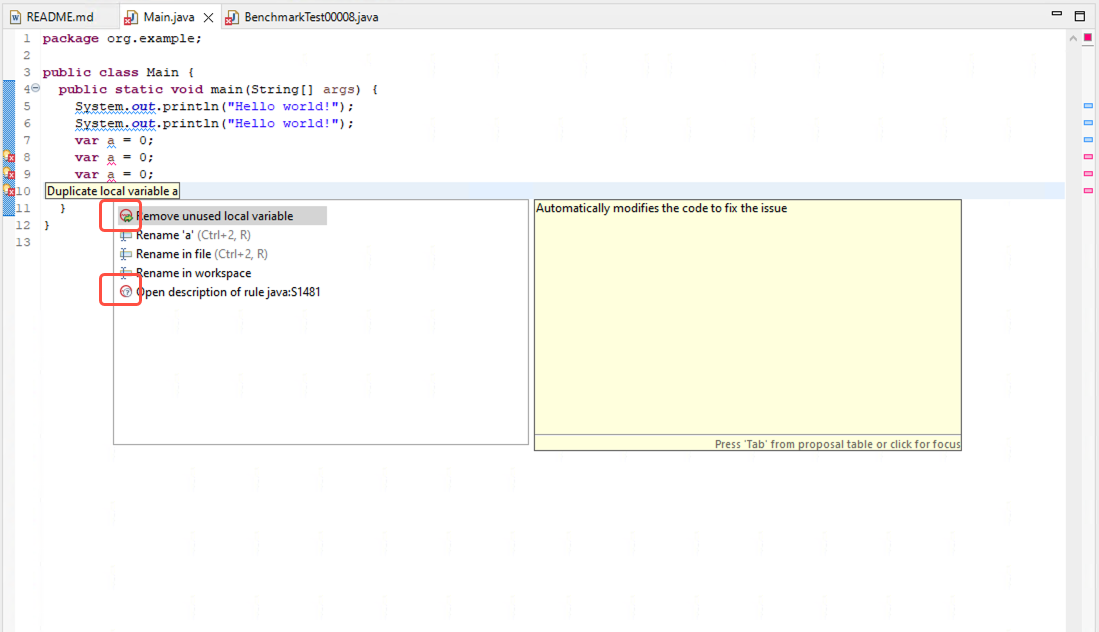 README.md Main.java BenchmarkTest00008.java
1 package org.example;
2
3 public class Main {
4 public static void main(String[] args) {
5 System.out.println("Hello world!");
6 System.out.println("Hello world!");
7 var a = 0;
8 var a = 0;
9 var a = 0;
10 Duplicate local variable a
11 }
12 }
13
Remove unused local variable
Rename 'a' (Ctrl+2, R)
Rename in file (Ctrl+2, R)
Rename in workspace
Open description of rule java:S1481
Automatically modifies the code to fix the issue
Press 'Tab' from proposal table or click for focus